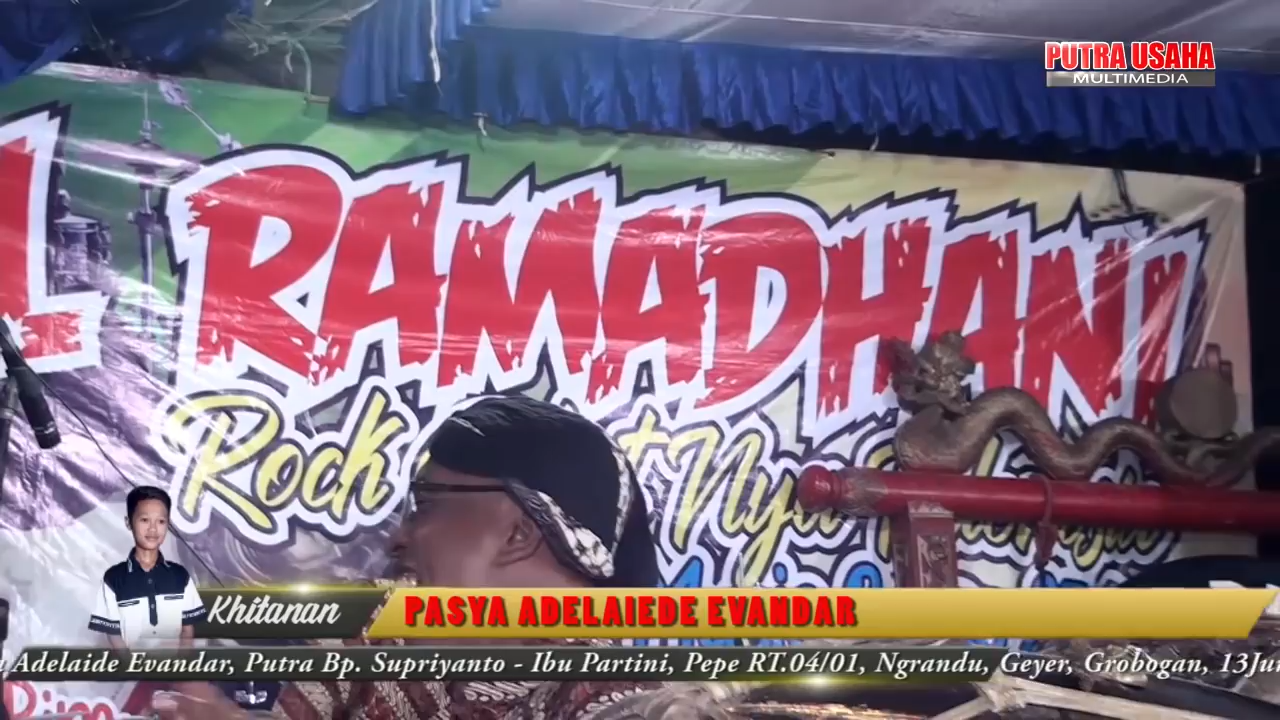 PUTRA USAHA
MULTIMEDIA
RAMADHANI
Rock
Khitanan
PASYA ADELAIEDE EVANDAR
Adelaide Evandar, Putra Bp. Supriyanto - Ibu Partini, Pepe RT.04/01, Ngrandu, Geyer, Grobogan, 13Jun